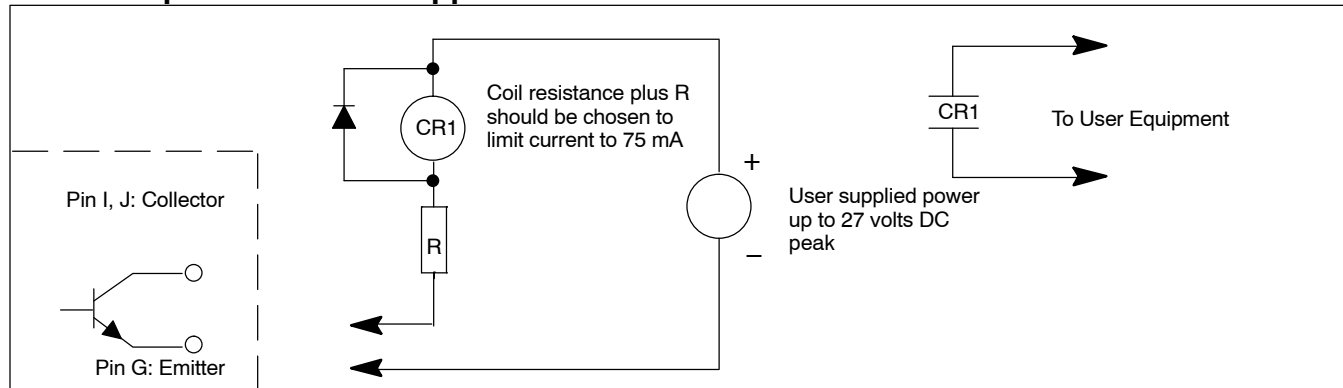 Coil resistance plus R
should be chosen to
limit current to 75 mA
CR1
CR1
To User Equipment
Pin I, J: Collector
+
User supplied power
up to 27 volts DC
peak
R
−
Pin G: Emitter